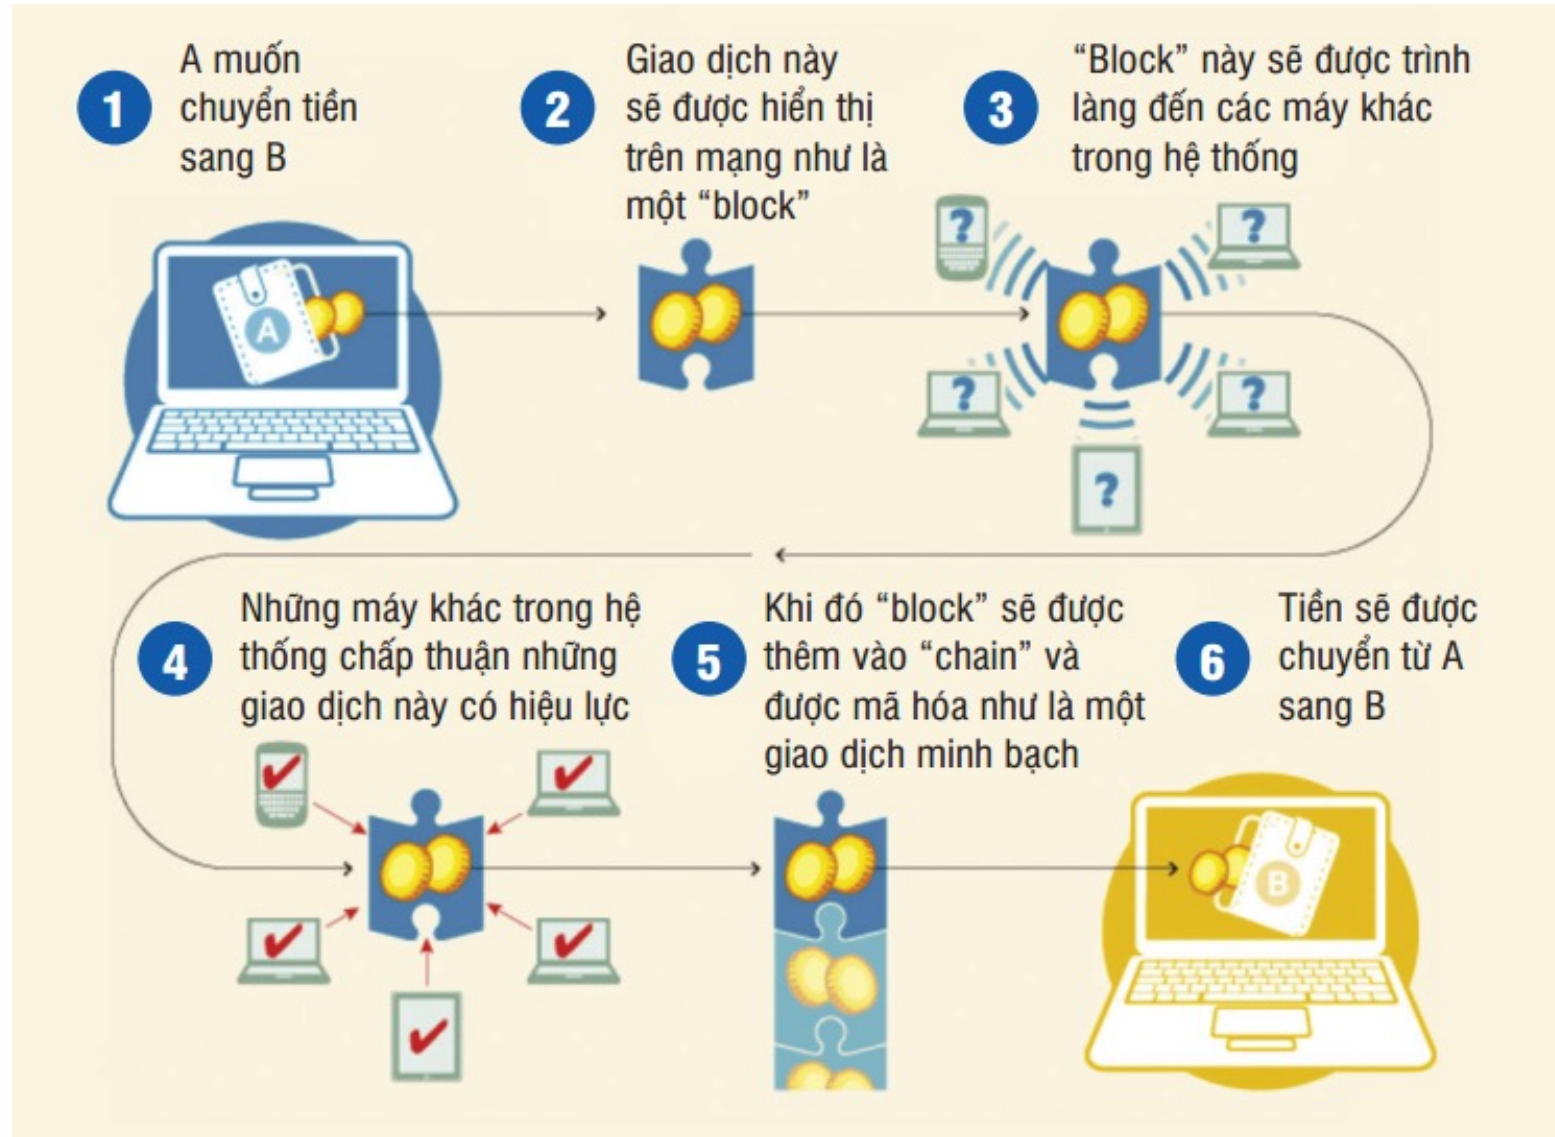 1
A muốn
chuyển tiền
sang B
2
Giao dịch này
sẽ được hiển thị
trên mạng như là
một “block”
3
“Block” này sẽ được trình
làng đến các máy khác
trong hệ thống
A
?
?
?
?
?
4
Những máy khác trong hệ
thống chấp thuận những
giao dịch này có hiệu lực
5
Khi đó “block” sẽ được
thêm vào “chain” và
được mã hóa như là một
giao dịch minh bạch
6
Tiền sẽ được
chuyển từ A
sang B
B